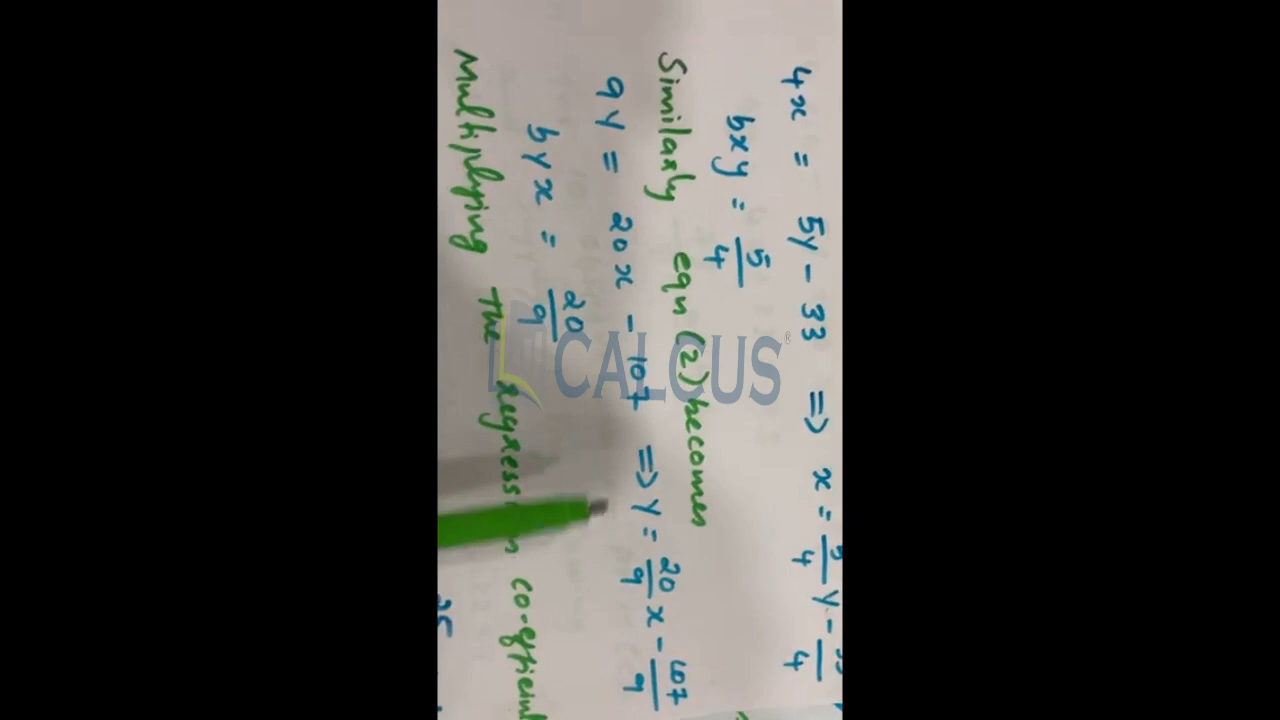 4x = 5y - 33 => x = 5/4 y - 33/4
bxy = 5/4
Similarly eqn (2) becomes
9y = 20x - 107 => y = 20/9 x - 107/9
byx = 20/9
Multiplying the regression co-efficient
CALCUS®